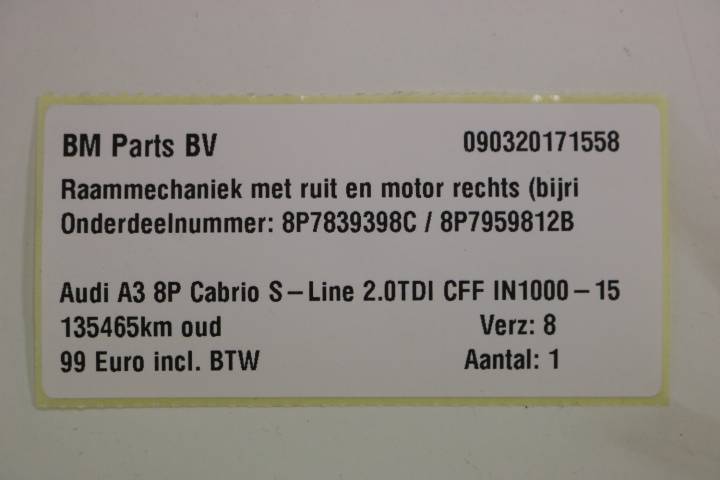 BM Parts BV 090320171558
Raammechaniek met ruit en motor rechts (bijri
Onderdeelnummer: 8P7839398C / 8P7959812B
Audi A3 8P Cabrio S-Line 2.0TDI CFF IN1000-15
135465km oud Verz: 8
99 Euro incl. BTW Aantal: 1